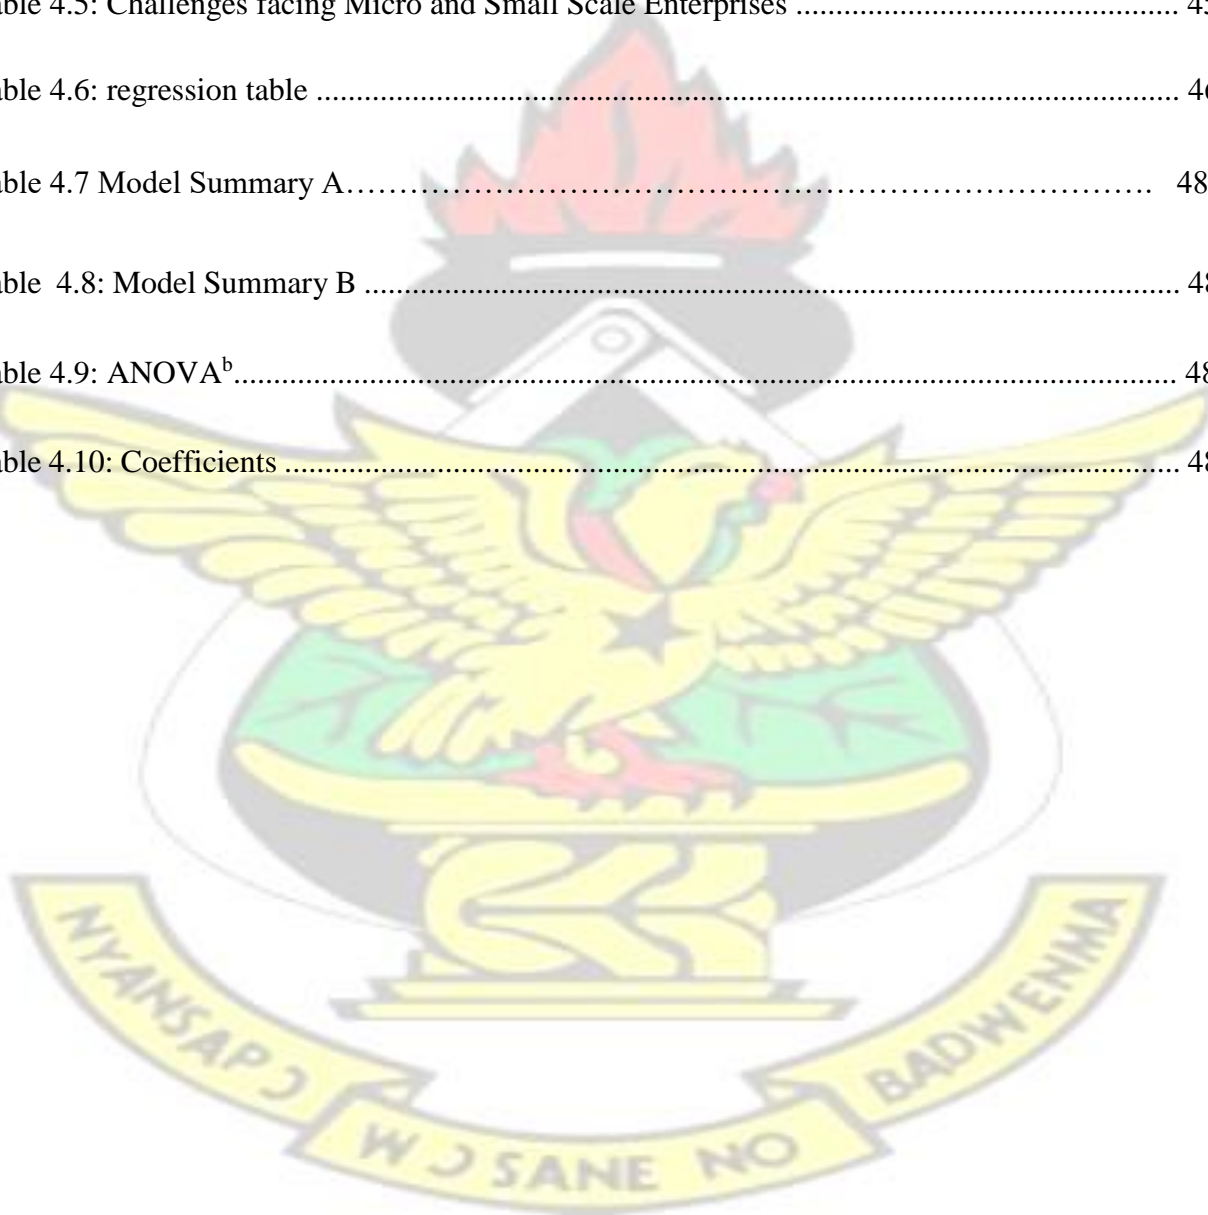 able 4.5: Challenges facing Micro and Small Scale Enterprises ................................................ 45
able 4.6: regression table ............................................................................................................. 46
able 4.7 Model Summary A…………………………………………………………………. 48
able 4.8: Model Summary B ...................................................................................................... 48
able 4.9: ANOVAᵇ....................................................................................................................... 48
able 4.10: Coefficients ................................................................................................................. 48
NYANSAPƆ
WƆSANE NO
BADWENMA